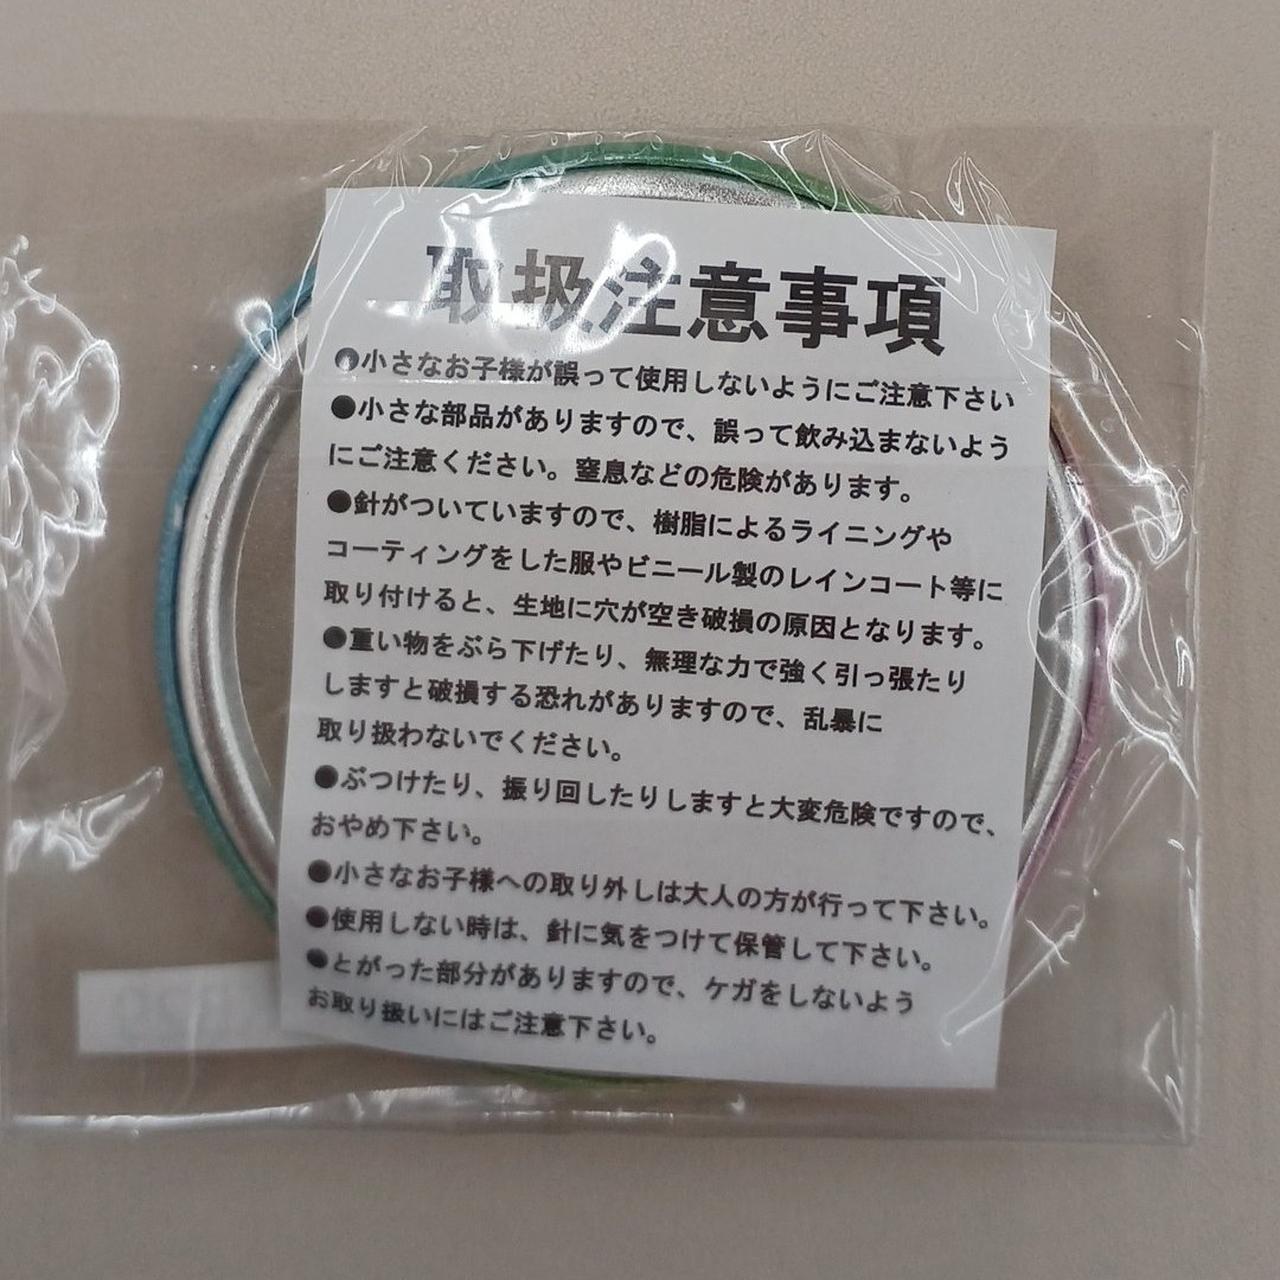 取扱注意事項
●小さなお子様が誤って使用しないようにご注意下さい
●小さな部品がありますので、誤って飲み込まないよう
にご注意ください。窒息などの危険があります。
●針がついていますので、樹脂によるライニングや
コーティングをした服やビニール製のレインコート等に
取り付けると、生地に穴が空き破損の原因となります。
●重い物をぶら下げたり、無理な力で強く引っ張たり
しますと破損する恐れがありますので、乱暴に
取り扱わないでください。
●ぶつけたり、振り回したりしますと大変危険ですので、
おやめ下さい。
●小さなお子様への取り外しは大人の方が行って下さい。
●使用しない時は、針に気をつけて保管して下さい。
●とがった部分がありますので、ケガをしないよう
お取り扱いにはご注意下さい。